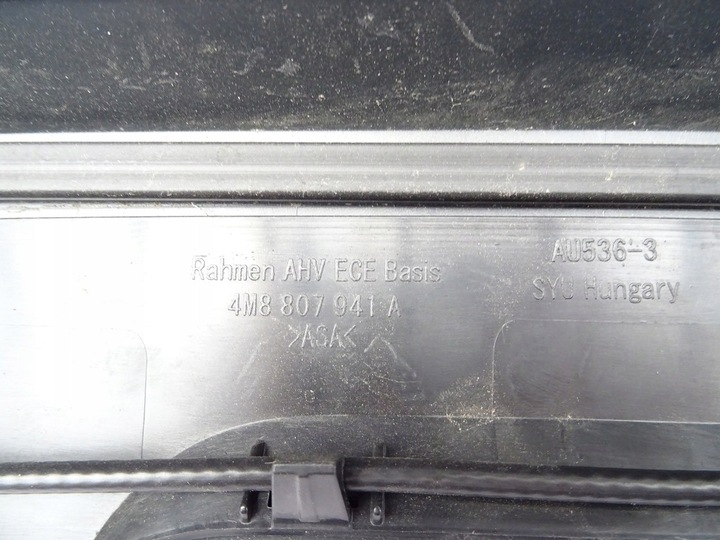 Rahmen AHV ECE Basis
4M8 807 941 A
>ASA<
AU536-3
SYU Hungary